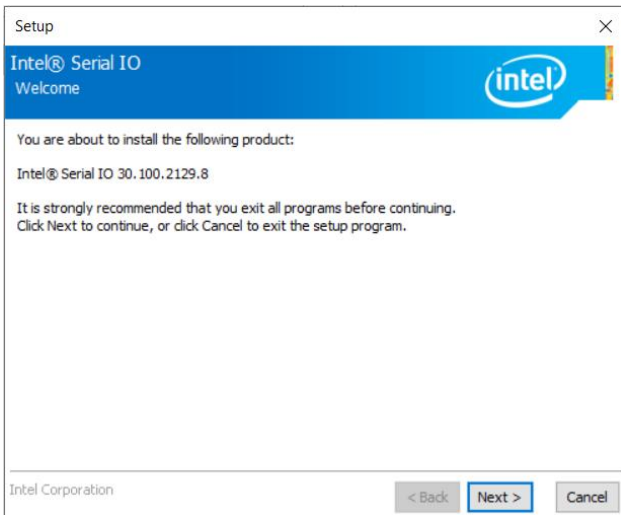 Setup
Intel® Serial IO
Welcome
intel
You are about to install the following product:
Intel® Serial IO 30.100.2129.8
It is strongly recommended that you exit all programs before continuing.
Click Next to continue, or click Cancel to exit the setup program.
Intel Corporation
< Back Next > Cancel